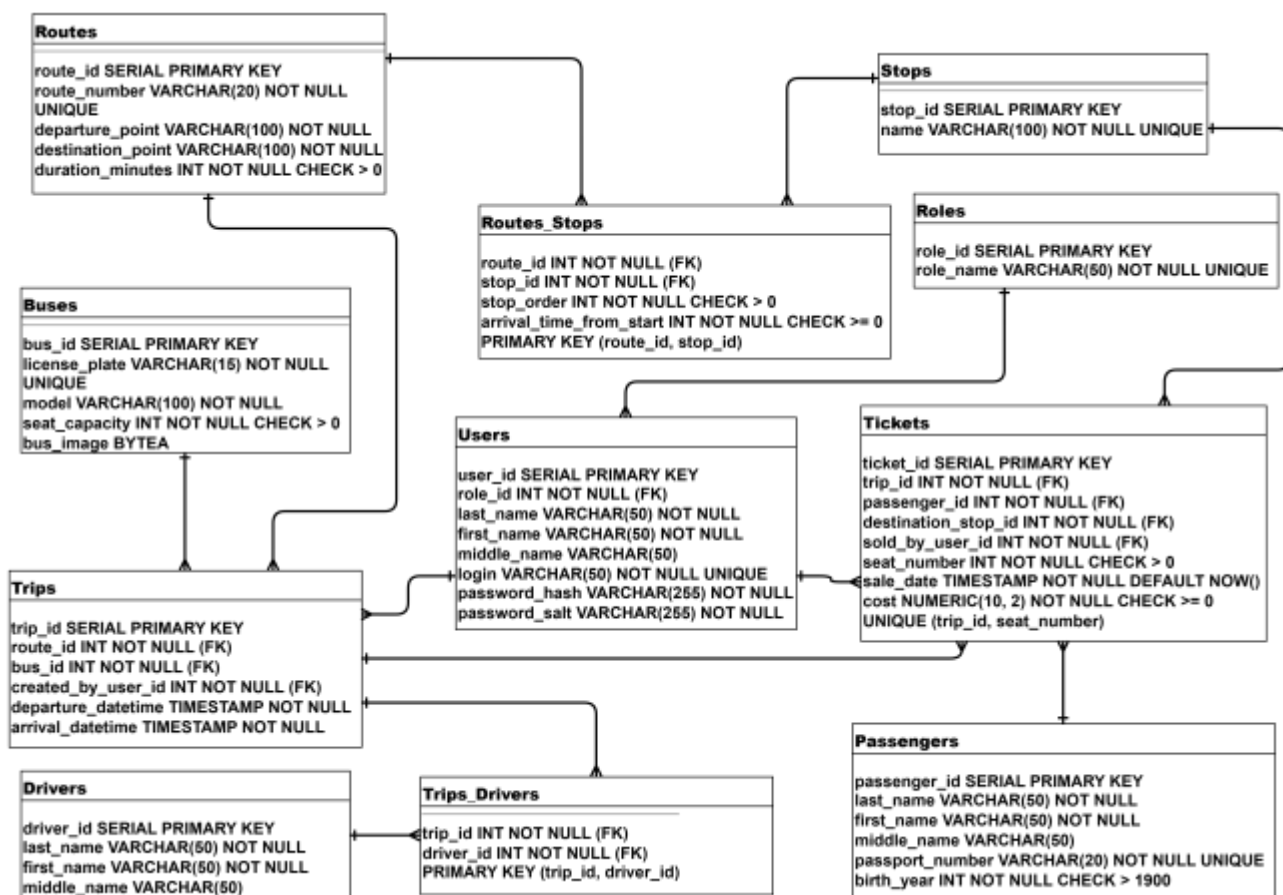 Routes
route_id SERIAL PRIMARY KEY
route_number VARCHAR(20) NOT NULL
UNIQUE
departure_point VARCHAR(100) NOT NULL
destination_point VARCHAR(100) NOT NULL
duration_minutes INT NOT NULL CHECK > 0
Stops
stop_id SERIAL PRIMARY KEY
name VARCHAR(100) NOT NULL UNIQUE
Routes_Stops
route_id INT NOT NULL (FK)
stop_id INT NOT NULL (FK)
stop_order INT NOT NULL CHECK > 0
arrival_time_from_start INT NOT NULL CHECK >= 0
PRIMARY KEY (route_id, stop_id)
Roles
role_id SERIAL PRIMARY KEY
role_name VARCHAR(50) NOT NULL UNIQUE
Buses
bus_id SERIAL PRIMARY KEY
license_plate VARCHAR(15) NOT NULL
UNIQUE
model VARCHAR(100) NOT NULL
seat_capacity INT NOT NULL CHECK > 0
bus_image BYTEA
Users
user_id SERIAL PRIMARY KEY
role_id INT NOT NULL (FK)
last_name VARCHAR(50) NOT NULL
first_name VARCHAR(50) NOT NULL
middle_name VARCHAR(50)
login VARCHAR(50) NOT NULL UNIQUE
password_hash VARCHAR(255) NOT NULL
password_salt VARCHAR(255) NOT NULL
Tickets
ticket_id SERIAL PRIMARY KEY
trip_id INT NOT NULL (FK)
passenger_id INT NOT NULL (FK)
destination_stop_id INT NOT NULL (FK)
sold_by_user_id INT NOT NULL (FK)
seat_number INT NOT NULL CHECK > 0
sale_date TIMESTAMP NOT NULL DEFAULT NOW()
cost NUMERIC(10, 2) NOT NULL CHECK >= 0
UNIQUE (trip_id, seat_number)
Trips
trip_id SERIAL PRIMARY KEY
route_id INT NOT NULL (FK)
bus_id INT NOT NULL (FK)
created_by_user_id INT NOT NULL (FK)
departure_datetime TIMESTAMP NOT NULL
arrival_datetime TIMESTAMP NOT NULL
Drivers
driver_id SERIAL PRIMARY KEY
last_name VARCHAR(50) NOT NULL
first_name VARCHAR(50) NOT NULL
middle_name VARCHAR(50)
Trips_Drivers
trip_id INT NOT NULL (FK)
driver_id INT NOT NULL (FK)
PRIMARY KEY (trip_id, driver_id)
Passengers
passenger_id SERIAL PRIMARY KEY
last_name VARCHAR(50) NOT NULL
first_name VARCHAR(50) NOT NULL
middle_name VARCHAR(50)
passport_number VARCHAR(20) NOT NULL UNIQUE
birth_year INT NOT NULL CHECK > 1900